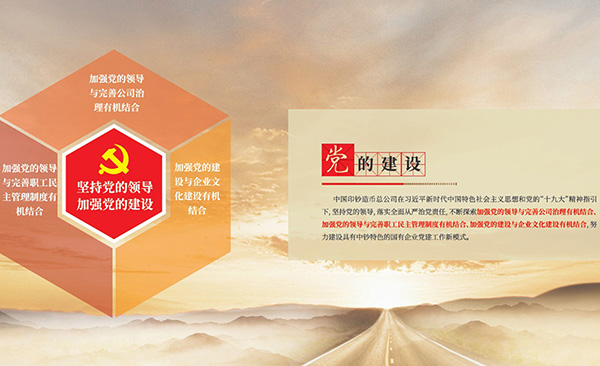 加强党的领导
与完善公司治
理有机结合
加强党的领导
与完善职工民
主管理制度有机
结合
坚持党的领导
加强党的建设
加强党的建
设与企业文
化建设有机
结合
党的建设
中国印钞造币总公司在习近平新时代中国特色社会主义思想和党的“十九大”精神指引
下, 坚持党的领导, 落实全面从严治党责任, 不断探索加强党的领导与完善公司治理有机结合、
加强党的领导与完善职工民主管理制度有机结合、加强党的建设与企业文化建设有机结合, 努
力建设具有中钞特色的国有企业党建工作新模式。